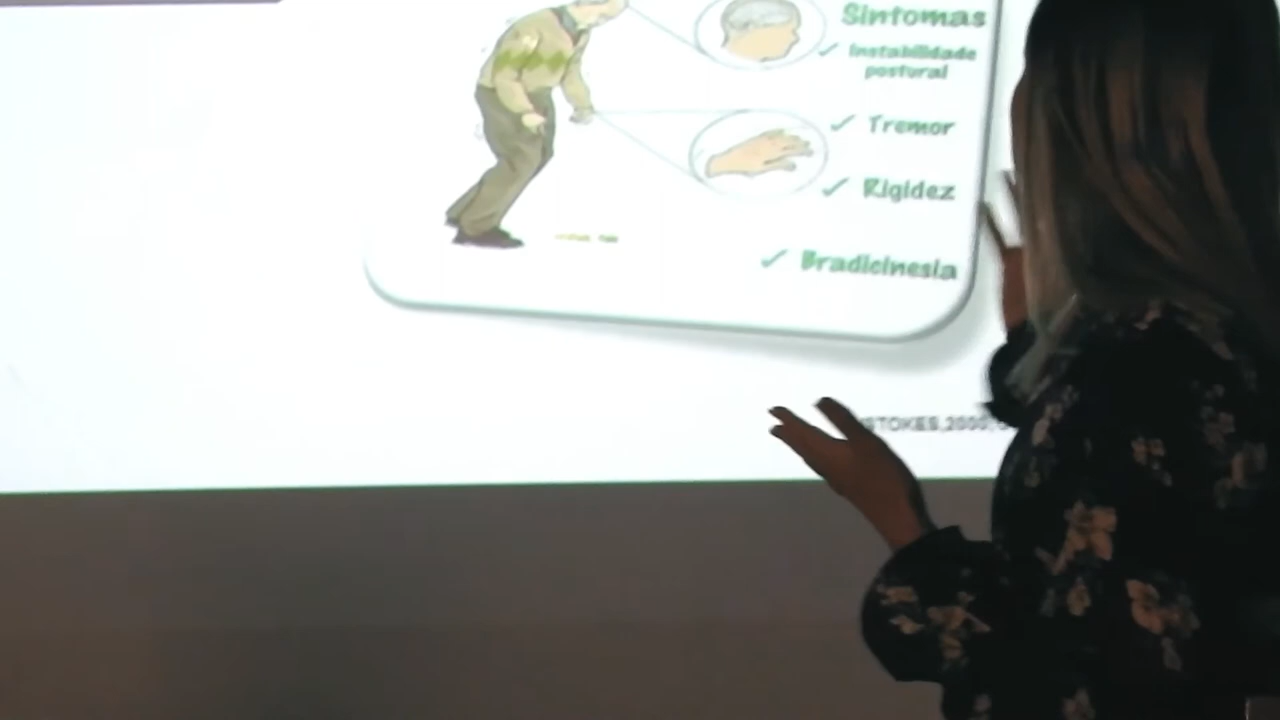 Sintomas
✓ Instabilidade
postural
✓ Tremor
✓ Rigidez
✓ Bradicinesia
STOKES,2000;